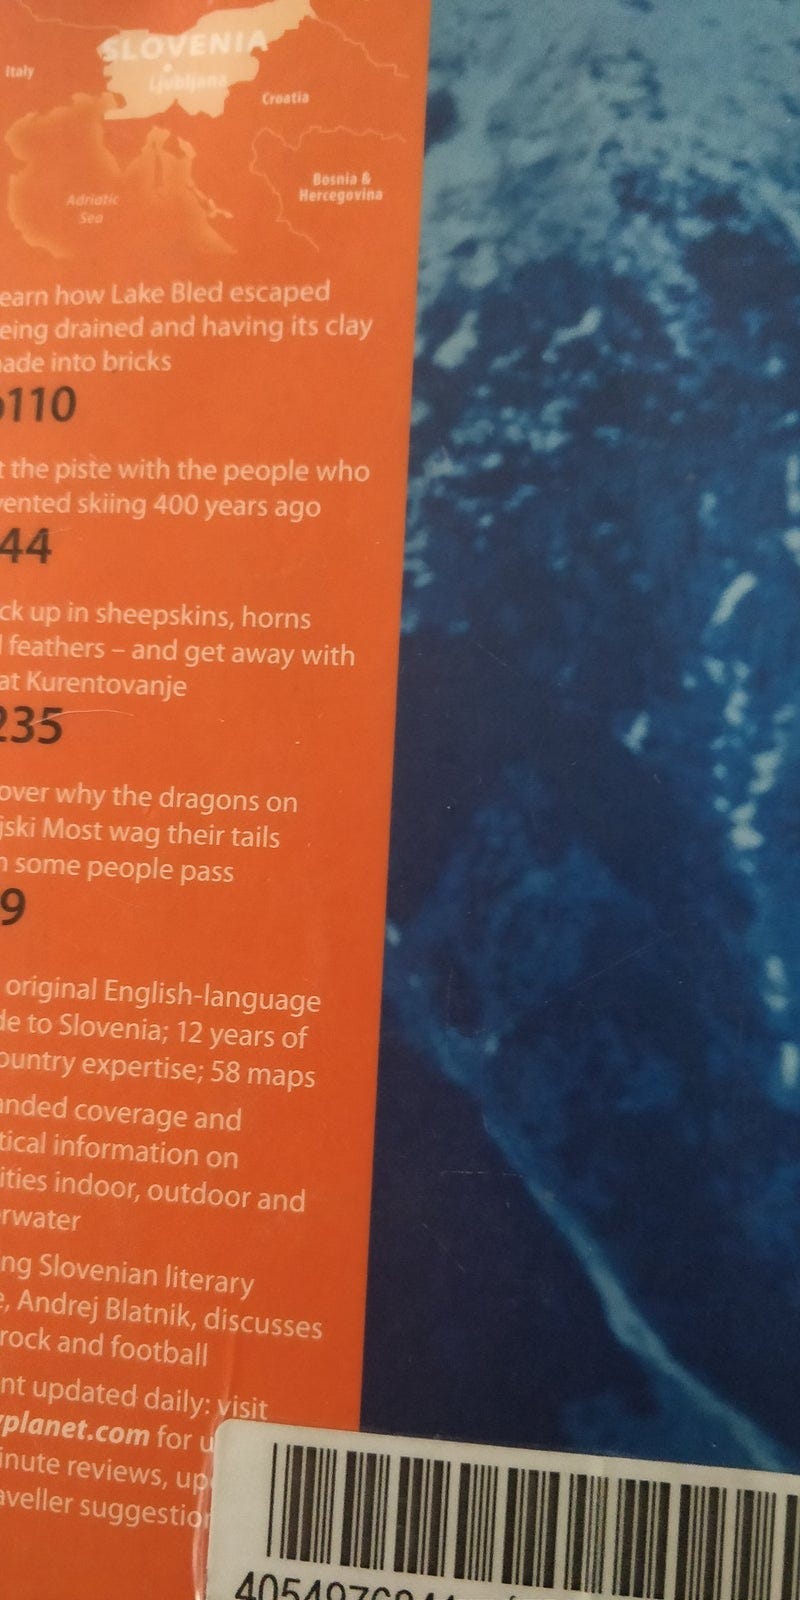 SLOVENIA
Italy
Ljubljana
Croatia
Bosnia &
Hercegovina
Adriatic
Sea
earn how Lake Bled escaped
eing drained and having its clay
ade into bricks
110
t the piste with the people who
vented skiing 400 years ago
44
ck up in sheepskins, horns
feathers – and get away with
at Kurentovanje
235
over why the dragons on
jski Most wag their tails
n some people pass
9
original English-language
de to Slovenia; 12 years of
ountry expertise; 58 maps
anded coverage and
tical information on
ities indoor, outdoor and
rwater
ng Slovenian literary
e, Andrej Blatnik, discusses
rock and football
nt updated daily: visit
yplanet.com for u
inute reviews, up
aveller suggestion